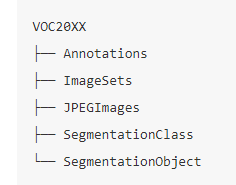 VOC20XX
├── Annotations
├── ImageSets
├── JPEGImages
├── SegmentationClass
└── SegmentationObject